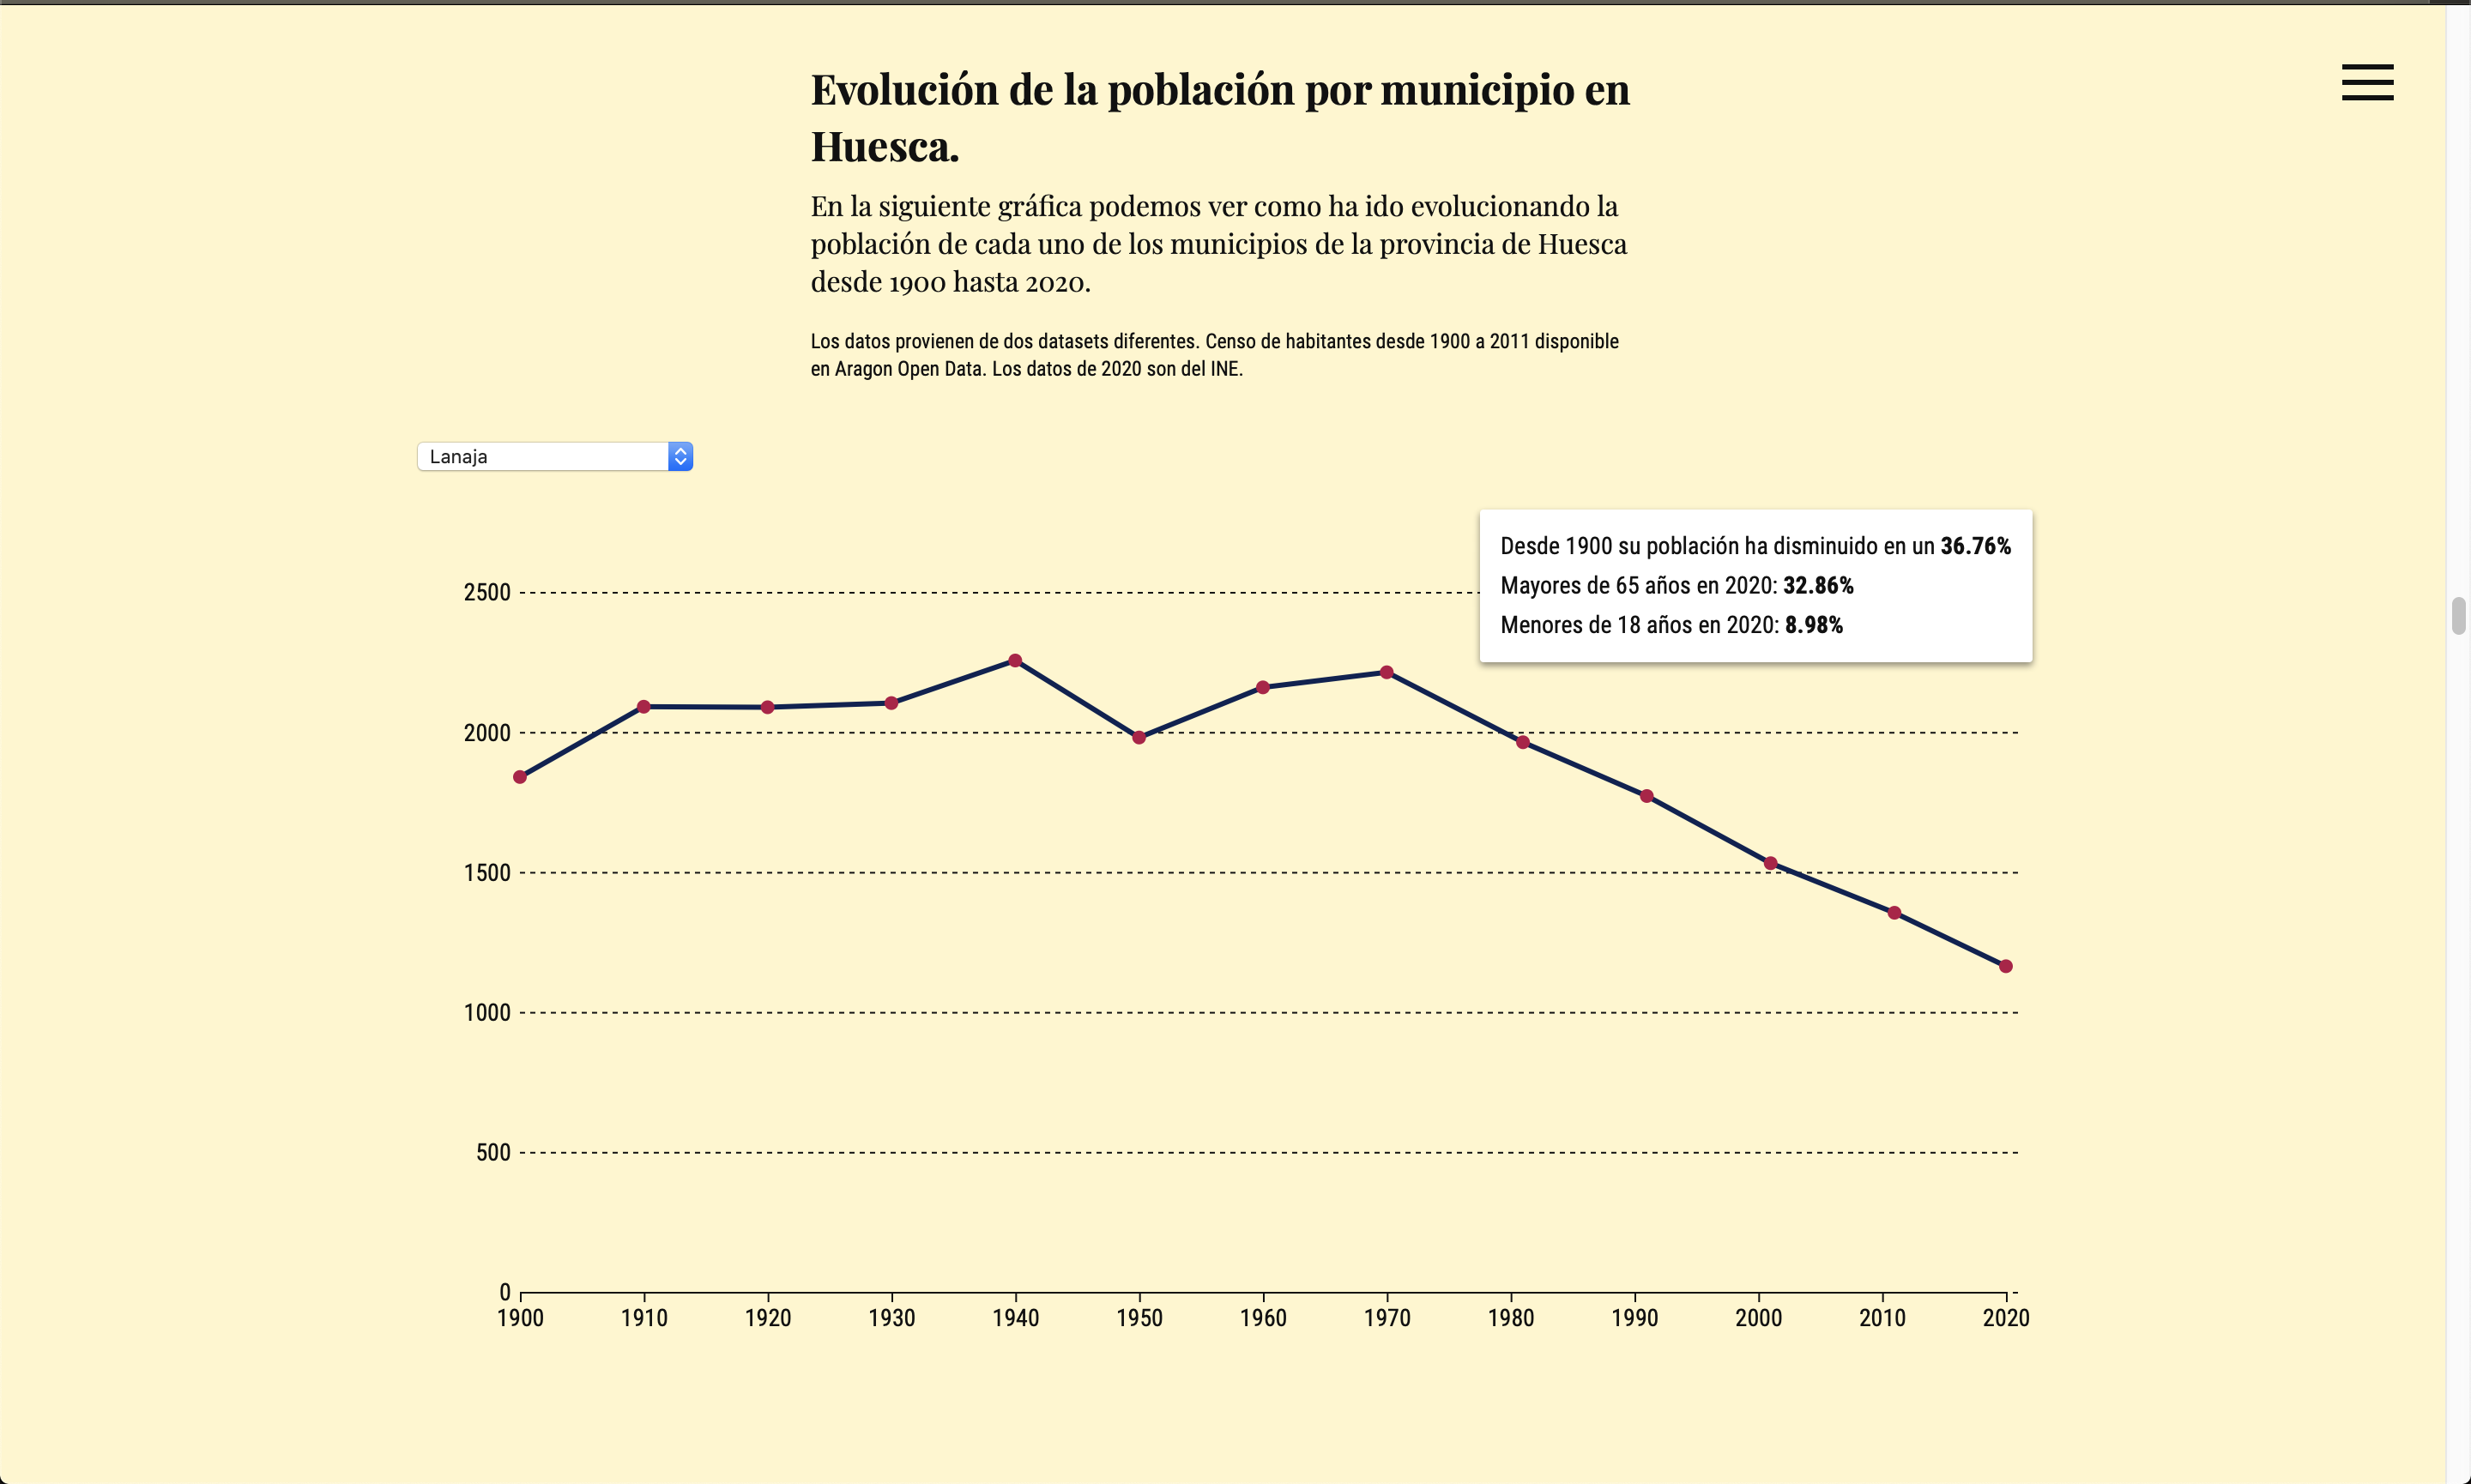 Evolución de la población por municipio en
Huesca.
En la siguiente gráfica podemos ver como ha ido evolucionando la
población de cada uno de los municipios de la provincia de Huesca
desde 1900 hasta 2020.
Los datos provienen de dos datasets diferentes. Censo de habitantes desde 1900 a 2011 disponible
en Aragon Open Data. Los datos de 2020 son del INE.
Lanaja
Desde 1900 su población ha disminuido en un 36.76%
Mayores de 65 años en 2020: 32.86%
Menores de 18 años en 2020: 8.98%
2500
2000
1500
1000
500
0
1900 1910 1920 1930 1940 1950 1960 1970 1980 1990 2000 2010 2020